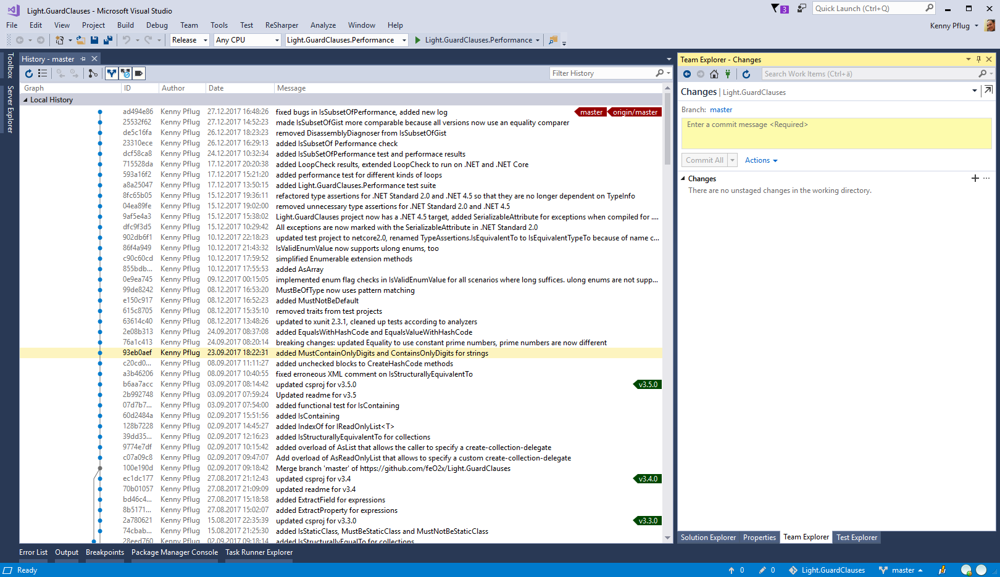 Light.GuardClauses - Microsoft Visual Studio
3
Quick Launch (Ctrl+Q)
File Edit View Project Build Debug Team Tools Test ReSharper Analyze Window Help
Kenny Pflug
Release Any CPU Light.GuardClauses.Performance Light.GuardClauses.Performance
Toolbox
Server Explorer
History - master
Filter History
Graph ID Author Date Message
Local History
ad494e86 Kenny Pflug 27.12.2017 16:48:26 fixed bugs in IsSubsetOfPerformance, added new log master origin/master
25532f62 Kenny Pflug 27.12.2017 14:52:23 made IsSubsetOfGist more comparable because all versions now use an equality comparer
de5c16fa Kenny Pflug 26.12.2017 18:23:23 removed DisassemblyDiagnoser from IsSubsetOfGist
23310ece Kenny Pflug 26.12.2017 16:29:13 added IsSubsetOf Performance check
dcf58ca8 Kenny Pflug 24.12.2017 10:32:34 added IsSubSetOfPerformance test and performace results
715528da Kenny Pflug 17.12.2017 20:20:38 added LoopCheck results, extended LoopCheck to run on .NET and .NET Core
593a16f2 Kenny Pflug 17.12.2017 15:21:20 added performance test for different kinds of loops
a8a25047 Kenny Pflug 17.12.2017 13:50:15 added Light.GuardClauses.Performance test suite
8fc65b05 Kenny Pflug 15.12.2017 19:36:11 refactored type assertions for .NET Standard 2.0 and .NET 4.5 so that they are no longer dependent on TypeInfo
04ea89fe Kenny Pflug 15.12.2017 19:02:00 removed unnecessary type assertions for .NET Standard 2.0 and .NET 4.5
9af5e4a3 Kenny Pflug 15.12.2017 15:38:02 Light.GuardClauses project now has a .NET 4.5 target, added SerializableAttribute for exceptions when compiled for ....
dfc9f3d5 Kenny Pflug 15.12.2017 10:29:42 All exceptions are now marked with the SerializableAttribute in .NET Standard 2.0
902db6f1 Kenny Pflug 10.12.2017 22:18:23 updated test project to netcore2.0, renamed TypeAssertions.IsEquivalentTo to IsEquivalentTypeTo because of name c...
86f4a949 Kenny Pflug 10.12.2017 21:43:32 IsValidEnumValue now supports ulong enums, too
c90c60cd Kenny Pflug 10.12.2017 17:59:52 simplified Enumerable extension methods
855bdb... Kenny Pflug 10.12.2017 17:55:53 added AsArray
0e9ea745 Kenny Pflug 09.12.2017 00:15:05 implemented enum flag checks in IsValidEnumValue for all scenarios where long suffices. ulong enums are not supp...
99de8242 Kenny Pflug 08.12.2017 16:53:20 MustBeOfType now uses pattern matching
e150c917 Kenny Pflug 08.12.2017 16:52:23 added MustNotBeDefault
615c8705 Kenny Pflug 08.12.2017 15:35:10 removed traits from test projects
63614c40 Kenny Pflug 08.12.2017 13:48:26 updated to xunit 2.3.1, cleaned up tests according to analyzers
2e08b313 Kenny Pflug 24.09.2017 08:37:08 added EqualsWithHashCode and EqualsValueWithHashCode
76a1c413 Kenny Pflug 24.09.2017 08:20:14 breaking changes: updated Equality to use constant prime numbers, prime numbers are now different
93eb0aef Kenny Pflug 23.09.2017 18:22:31 added MustContainOnlyDigits and ContainsOnlyDigits for strings
c20cd0... Kenny Pflug 08.09.2017 11:11:27 added unchecked blocks to CreateHashCode methods
a3b46206 Kenny Pflug 08.09.2017 10:40:55 fixed erroneous XML comment on IsStructurallyEquivalentTo
b6aa7acc Kenny Pflug 03.09.2017 08:14:42 updated csproj for v3.5.0 v3.5.0
2b992748 Kenny Pflug 03.09.2017 07:59:24 Updated readme for v3.5
07d7b7... Kenny Pflug 03.09.2017 07:54:00 added functional test for IsContaining
60d2484a Kenny Pflug 02.09.2017 15:51:56 added IsContaining
128b7228 Kenny Pflug 02.09.2017 14:45:27 added IndexOf for IReadOnlyList<T>
39dd35... Kenny Pflug 02.09.2017 12:16:23 added IsStructurallyEquivalentTo for collections
9774e7df Kenny Pflug 02.09.2017 10:15:42 added overload of AsList that allows the caller to specify a create-collection-delegate
c07a09c8 Kenny Pflug 02.09.2017 09:47:07 Add overload of AsReadOnlyList that allows to specify a custom create-collection-delegate
100e190d Kenny Pflug 02.09.2017 09:18:42 Merge branch 'master' of https://github.com/feO2x/Light.GuardClauses
ec1dc177 Kenny Pflug 27.08.2017 21:12:43 updated csproj for v3.4 v3.4.0
70b01057 Kenny Pflug 27.08.2017 21:09:09 updated readme for v3.4
bd46c4... Kenny Pflug 27.08.2017 15:18:58 added ExtractField for expressions
8b5171... Kenny Pflug 27.08.2017 15:02:07 added ExtractProperty for expressions
2a780621 Kenny Pflug 15.08.2017 22:35:39 updated csproj for v3.3.0 v3.3.0
74cbab... Kenny Pflug 15.08.2017 21:25:30 added IsStaticClass, MustBeStaticClass and MustNotBeStaticClass
28eed760 Kenny Pflug 02.09.2017 09:18:14 added IsStructurallyEqualTo for collections
Team Explorer - Changes
Search Work Items (Ctrl+ä)
Changes | Light.GuardClauses
Branch: master
Enter a commit message <Required>
Commit All Actions
Changes
There are no unstaged changes in the working directory.
Solution Explorer Properties Team Explorer Test Explorer
Error List Output Breakpoints Package Manager Console Task Runner Explorer
Ready 0 0 Light.GuardClauses master